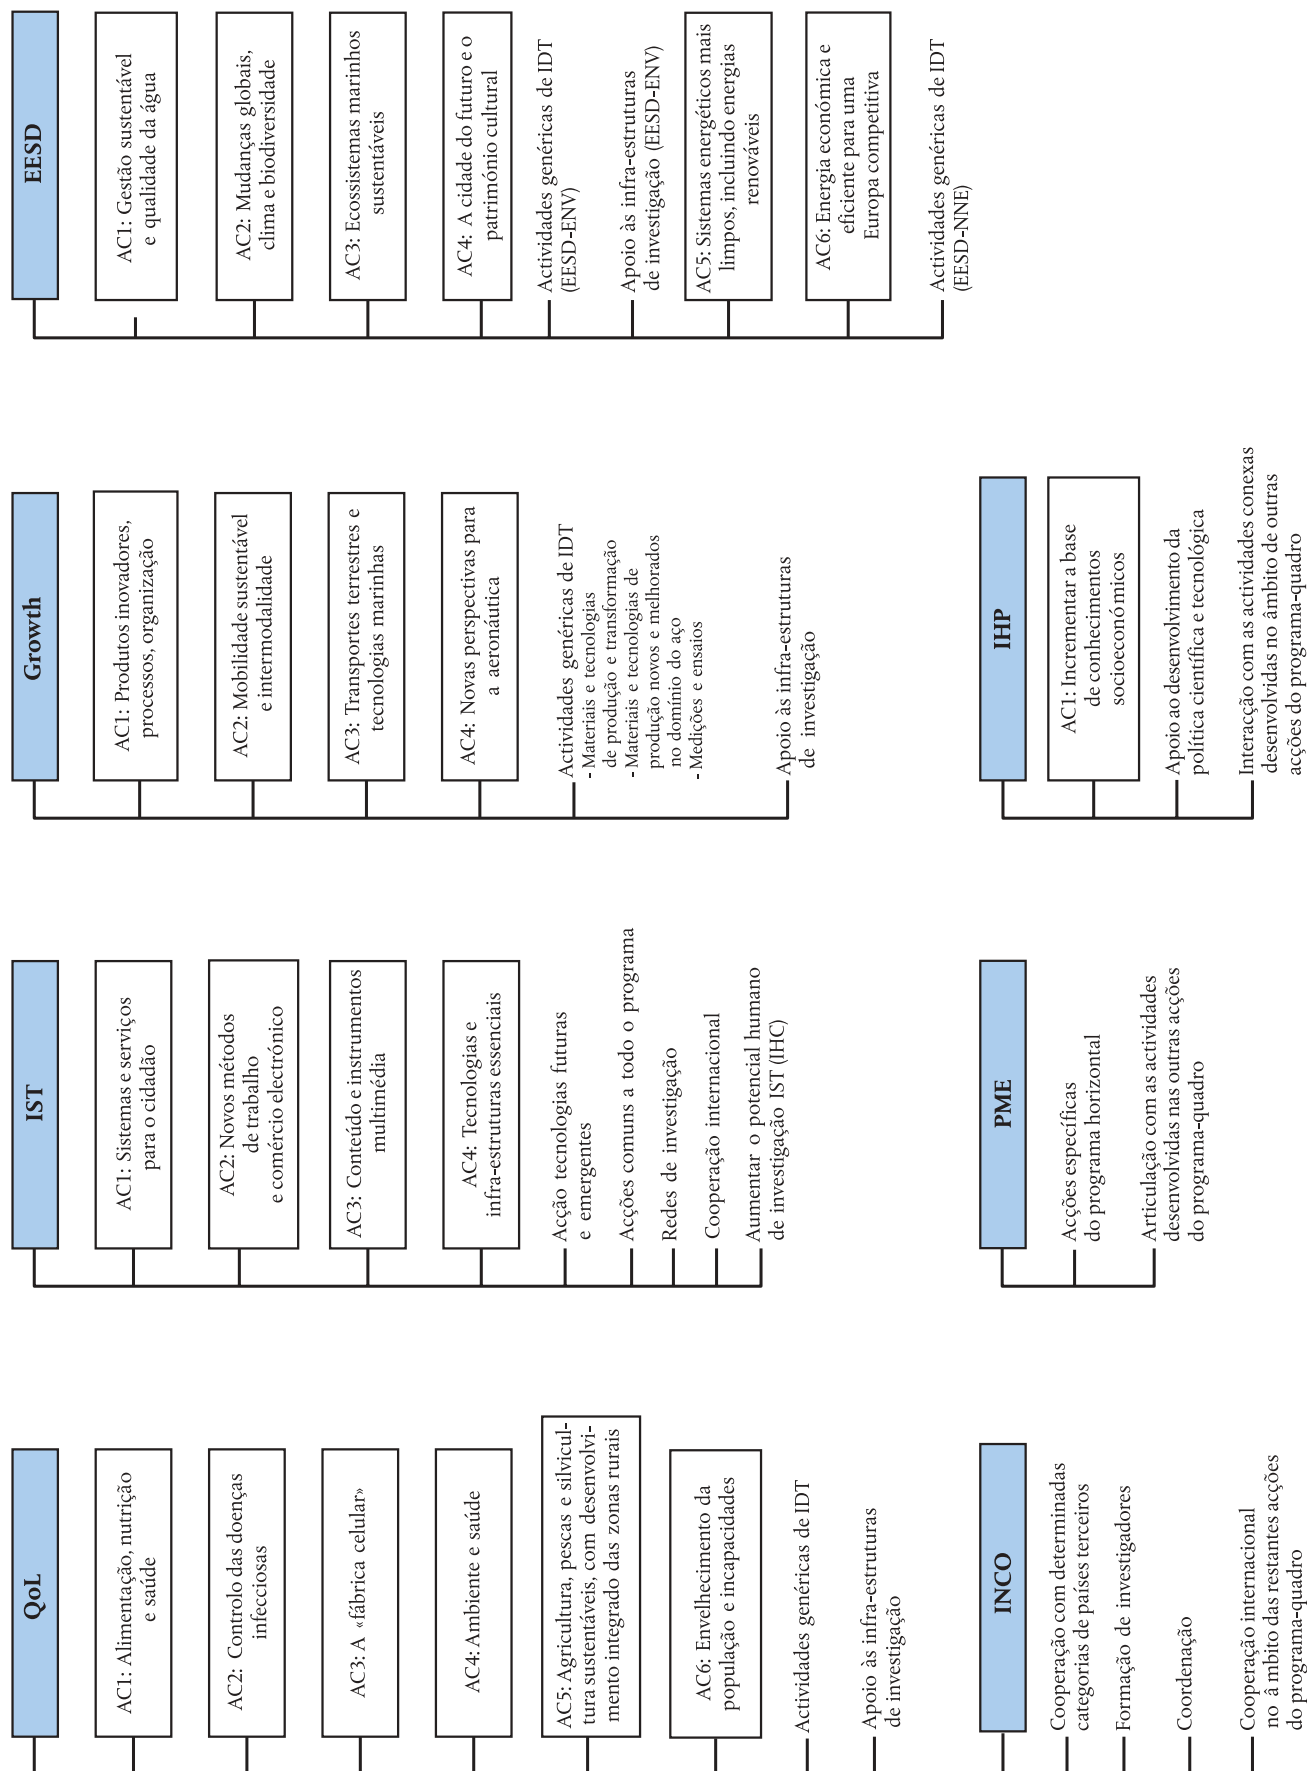 QoL
AC1: Alimentação, nutrição
e saúde
AC2: Controlo das doenças
infecciosas
AC3: A «fábrica celular»
AC4: Ambiente e saúde
AC5: Agricultura, pescas e silvicul-
tura sustentáveis, com desenvolvi-
mento integrado das zonas rurais
AC6: Envelhecimento da
população e incapacidades
Actividades genéricas de IDT
Apoio às infra-estruturas
de investigação
IST
AC1: Sistemas e serviços
para o cidadão
AC2: Novos métodos
de trabalho
e comércio electrónico
AC3: Conteúdo e instrumentos
multimédia
AC4: Tecnologias e
infra-estruturas essenciais
Acção tecnologias futuras
e emergentes
Acções comuns a todo o programa
Redes de investigação
Cooperação internacional
Aumentar o potencial humano
de investigação IST (IHC)
Growth
AC1: Produtos inovadores,
processos, organização
AC2: Mobilidade sustentável
e intermodalidade
AC3: Transportes terrestres e
tecnologias marinhas
AC4: Novas perspectivas para
a aeronáutica
Actividades genéricas de IDT
- Materiais e tecnologias
de produção e transformação
- Materiais e tecnologias de
produção novos e melhorados
no domínio do aço
- Medições e ensaios
Apoio às infra-estruturas
de investigação
EESD
AC1: Gestão sustentável
e qualidade da água
AC2: Mudanças globais,
clima e biodiversidade
AC3: Ecossistemas marinhos
sustentáveis
AC4: A cidade do futuro e o
património cultural
Actividades genéricas de IDT
(EESD-ENV)
Apoio às infra-estruturas
de investigação (EESD-ENV)
AC5: Sistemas energéticos mais
limpos, incluindo energias
renováveis
AC6: Energia económica e
eficiente para uma
Europa competitiva
Actividades genéricas de IDT
(EESD-NNE)
INCO
Cooperação com determinadas
categorias de países terceiros
Formação de investigadores
Coordenação
Cooperação internacional
no âmbito das restantes acções
do programa-quadro
PME
Acções específicas
do programa horizontal
Articulação com as actividades
desenvolvidas nas outras acções
do programa-quadro
IHP
AC1: Incrementar a base
de conhecimentos
socioeconómicos
Apoio ao desenvolvimento da
política científica e tecnológica
Interacção com as actividades conexas
desenvolvidas no âmbito de outras
acções do programa-quadro